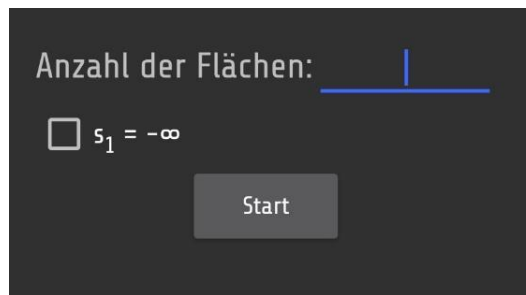 Anzahl der Flächen:
s₁ = -∞
Start